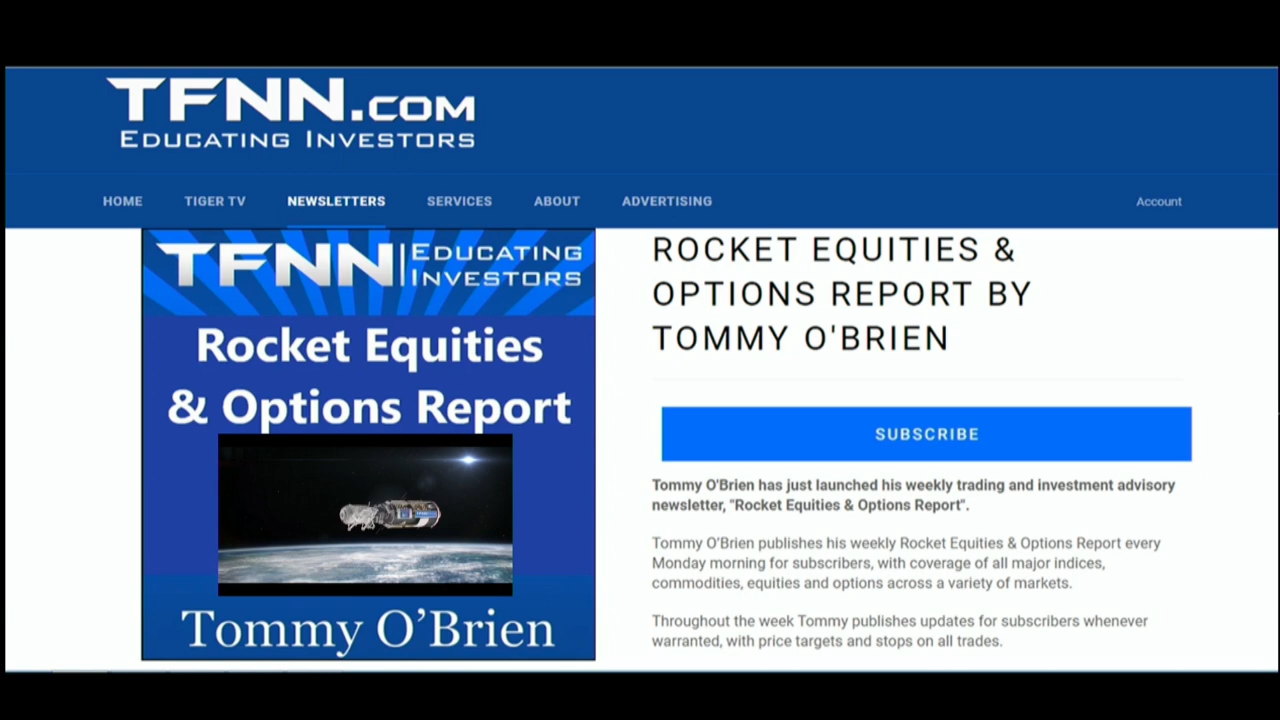 TFNN.COM
EDUCATING INVESTORS
HOME TIGER TV NEWSLETTERS SERVICES ABOUT ADVERTISING Account
TFNN EDUCATING
INVESTORS
Rocket Equities
& Options Report
Tommy O’Brien
ROCKET EQUITIES &
OPTIONS REPORT BY
TOMMY O'BRIEN
SUBSCRIBE
Tommy O'Brien has just launched his weekly trading and investment advisory
newsletter, "Rocket Equities & Options Report".
Tommy O’Brien publishes his weekly Rocket Equities & Options Report every
Monday morning for subscribers, with coverage of all major indices,
commodities, equities and options across a variety of markets.
Throughout the week Tommy publishes updates for subscribers whenever
warranted, with price targets and stops on all trades.